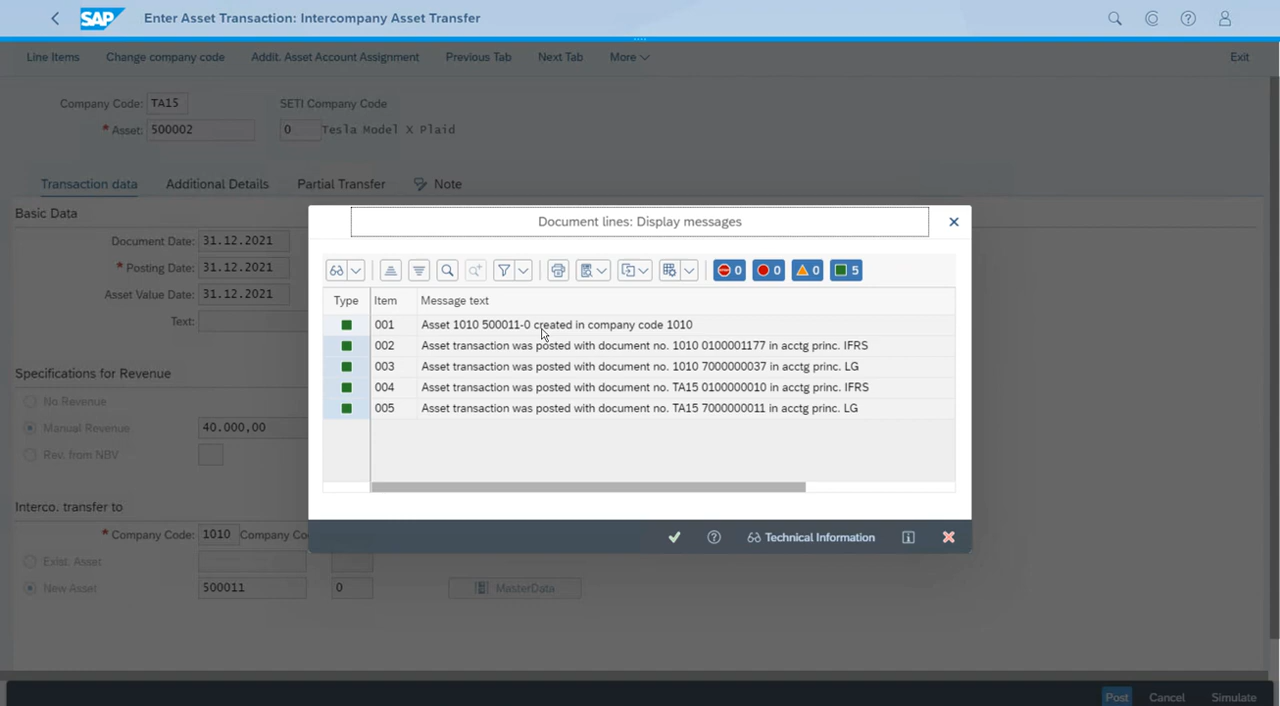 SAP Enter Asset Transaction: Intercompany Asset Transfer
Line Items Change company code Addit. Asset Account Assignment Previous Tab Next Tab More Exit
Company Code: TA15 SETI Company Code
* Asset: 500002 0 Tesla Model X Plaid
Transaction data Additional Details Partial Transfer Note
Basic Data
Document Date: 31.12.2021
* Posting Date: 31.12.2021
Asset Value Date: 31.12.2021
Text:
Specifications for Revenue
No Revenue
Manual Revenue 40.000,00
Rev. from NBV
Interco. transfer to
* Company Code: 1010 Company Co
Exist. Asset
New Asset 500011 0 MasterData
Document lines: Display messages
0 0 0 5
Type Item Message text
001 Asset 1010 500011-0 created in company code 1010
002 Asset transaction was posted with document no. 1010 0100001177 in acctg princ. IFRS
003 Asset transaction was posted with document no. 1010 7000000037 in acctg princ. LG
004 Asset transaction was posted with document no. TA15 0100000010 in acctg princ. IFRS
005 Asset transaction was posted with document no. TA15 7000000011 in acctg princ. LG
Technical Information
Post Cancel Simulate